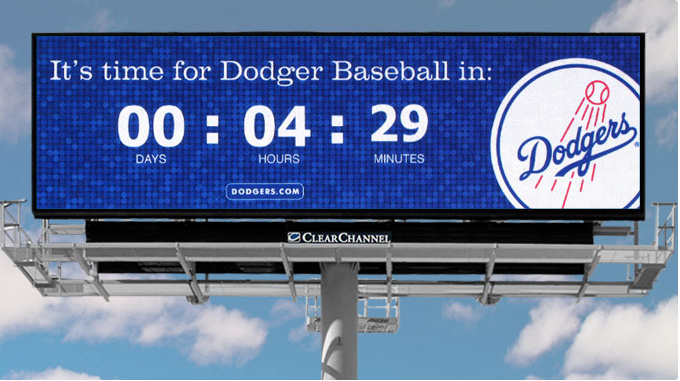 It's time for Dodger Baseball in:
00 : 04 : 29
DAYS HOURS MINUTES
Dodgers
DODGERS.COM
CLEARCHANNEL